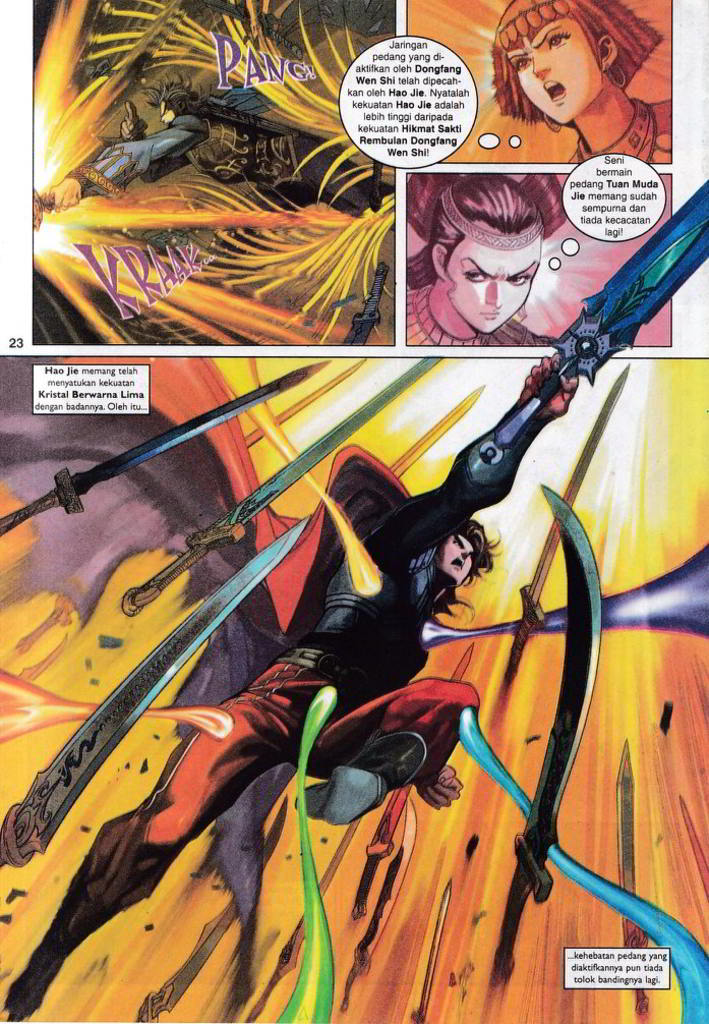 PANG!
Jaringan
pedang yang di-
aktifkan oleh Dongfang
Wen Shi telah dipecah-
kan oleh Hao Jie. Nyatalah
kekuatan Hao Jie adalah
lebih tinggi daripada
kekuatan Hikmat Sakti
Rembulan Dongfang
Wen Shi!
KRAAK...
Seni
bermain
pedang Tuan Muda
Jie memang sudah
sempurna dan
tiada kecacatan
lagi!
23
Hao Jie memang telah
menyatukan kekuatan
Kristal Berwarna Lima
dengan badannya. Oleh itu...
...kehebatan pedang yang
diaktifkannya pun tiada
tolok bandingnya lagi.